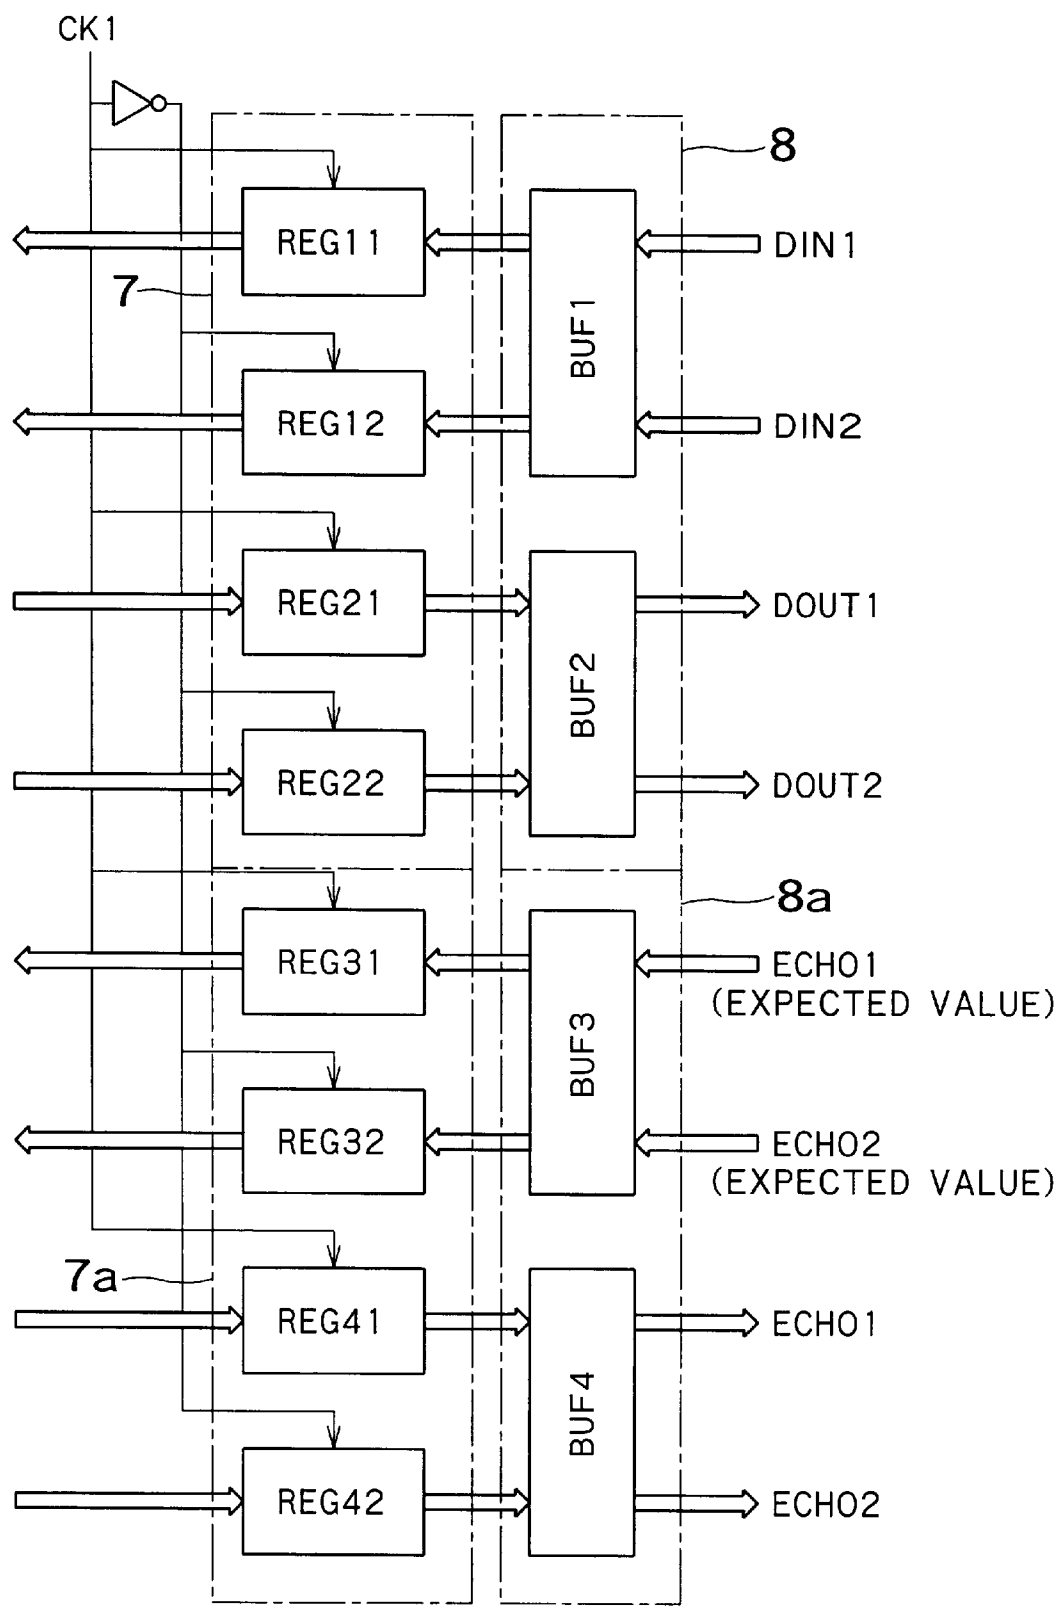 CK1
8
REG11
DIN1
7
BUF1
REG12
DIN2
REG21
DOUT1
BUF2
REG22
DOUT2
8a
REG31
ECHO1
(EXPECTED VALUE)
BUF3
REG32
ECHO2
(EXPECTED VALUE)
7a
REG41
ECHO1
BUF4
REG42
ECHO2